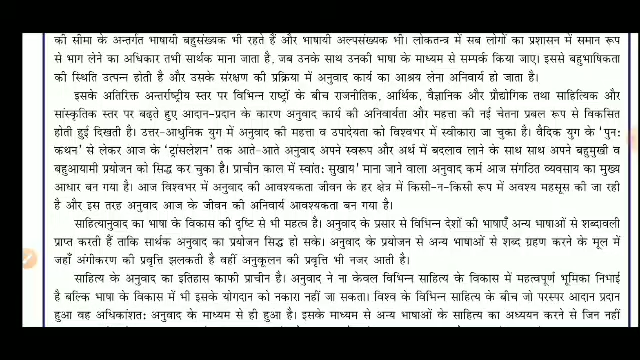 की सीमा के अन्तर्गत भाषायी बहुसंख्यक भी रहते हैं और भाषायी अल्पसंख्यक भी। लोकतन्त्र में सब लोगों का प्रशासन में समान रूप
से भाग लेने का अधिकार तभी सार्थक माना जाता है, जब उनके साथ उनकी भाषा के माध्यम से सम्पर्क किया जाए। इससे बहुभाषिकता
की स्थिति उत्पन्न होती है और उसके संरक्षण की प्रक्रिया में अनुवाद कार्य का आश्रय लेना अनिवार्य हो जाता है।
इसके अतिरिक्त अन्तर्राष्ट्रीय स्तर पर विभिन्न राष्ट्रों के बीच राजनीतिक, आर्थिक, वैज्ञानिक और प्रौद्योगिक तथा साहित्यिक और
सांस्कृतिक स्तर पर बढ़ते हुए आदान-प्रदान के कारण अनुवाद कार्य की अनिवार्यता और महत्ता की नई चेतना प्रबल रूप से विकसित
होती हुई दिखती है। उत्तर-आधुनिक युग में अनुवाद की महत्ता व उपादेयता को विश्वभर में स्वीकारा जा चुका है। वैदिक युग के 'पुन:
कथन' से लेकर आज के 'ट्रांसलेशन' तक आते-आते अनुवाद अपने स्वरूप और अर्थ में बदलाव लाने के साथ साथ अपने बहुमुखी व
बहुआयामी प्रयोजन को सिद्ध कर चुका है। प्राचीन काल में 'स्वांत: सुखाय' माना जाने वाला अनुवाद कर्म आज संगठित व्यवसाय का मुख्य
आधार बन गया है। आज विश्वभर में अनुवाद की आवश्यकता जीवन के हर क्षेत्र में किसी-न-किसी रूप में अवश्य महसूस की जा रही
है और इस तरह अनुवाद आज के जीवन की अनिवार्य आवश्यकता बन गया है।
साहित्यानुवाद का भाषा के विकास की दृष्टि से भी महत्व है। अनुवाद के प्रसार से विभिन्न देशों की भाषाएँ अन्य भाषाओं से शब्दावली
प्राप्त करती हैं ताकि सार्थक अनुवाद का प्रयोजन सिद्ध हो सके। अनुवाद के प्रयोजन से अन्य भाषाओं से शब्द ग्रहण करने के मूल में
जहाँ अंगीकरण की प्रवृत्ति झलकती है वहीं अनुकूलन की प्रवृत्ति भी नजर आती है।
साहित्य के अनुवाद का इतिहास काफी प्राचीन है। अनुवाद ने ना केवल विभिन्न साहित्य के विकास में महत्वपूर्ण भूमिका निभाई
है बल्कि भाषा के विकास में भी इसके योगदान को नकारा नहीं जा सकता। विश्व के विभिन्न साहित्य के बीच जो परस्पर आदान प्रदान
हुआ वह अधिकांशत: अनुवाद के माध्यम से ही हुआ है। इसके माध्यम से अन्य भाषाओं के साहित्य का अध्ययन करने से जिन नहीं